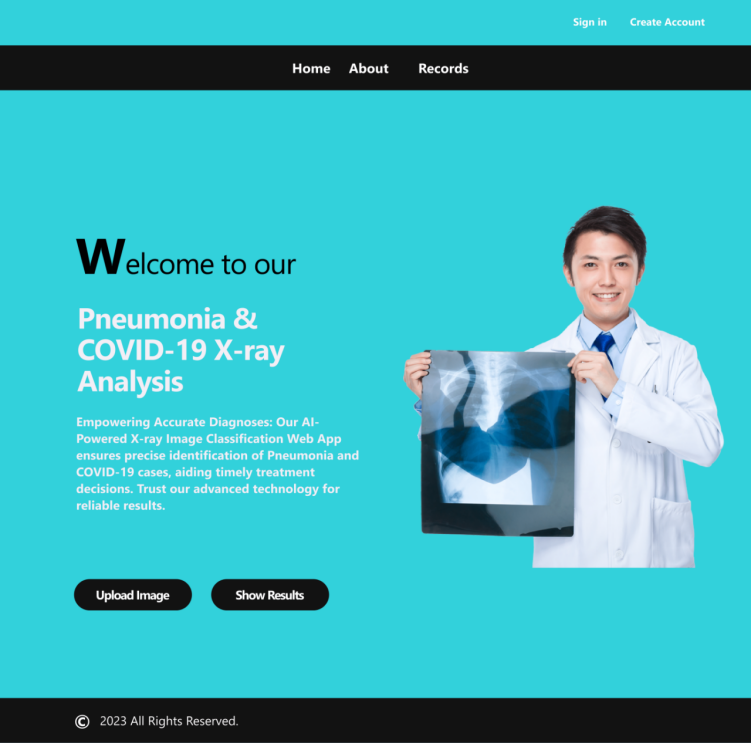 Sign in Create Account
Home About Records
Welcome to our
Pneumonia &
COVID-19 X-ray
Analysis
Empowering Accurate Diagnoses: Our AI-
Powered X-ray Image Classification Web App
ensures precise identification of Pneumonia and
COVID-19 cases, aiding timely treatment
decisions. Trust our advanced technology for
reliable results.
Upload Image Show Results
© 2023 All Rights Reserved.